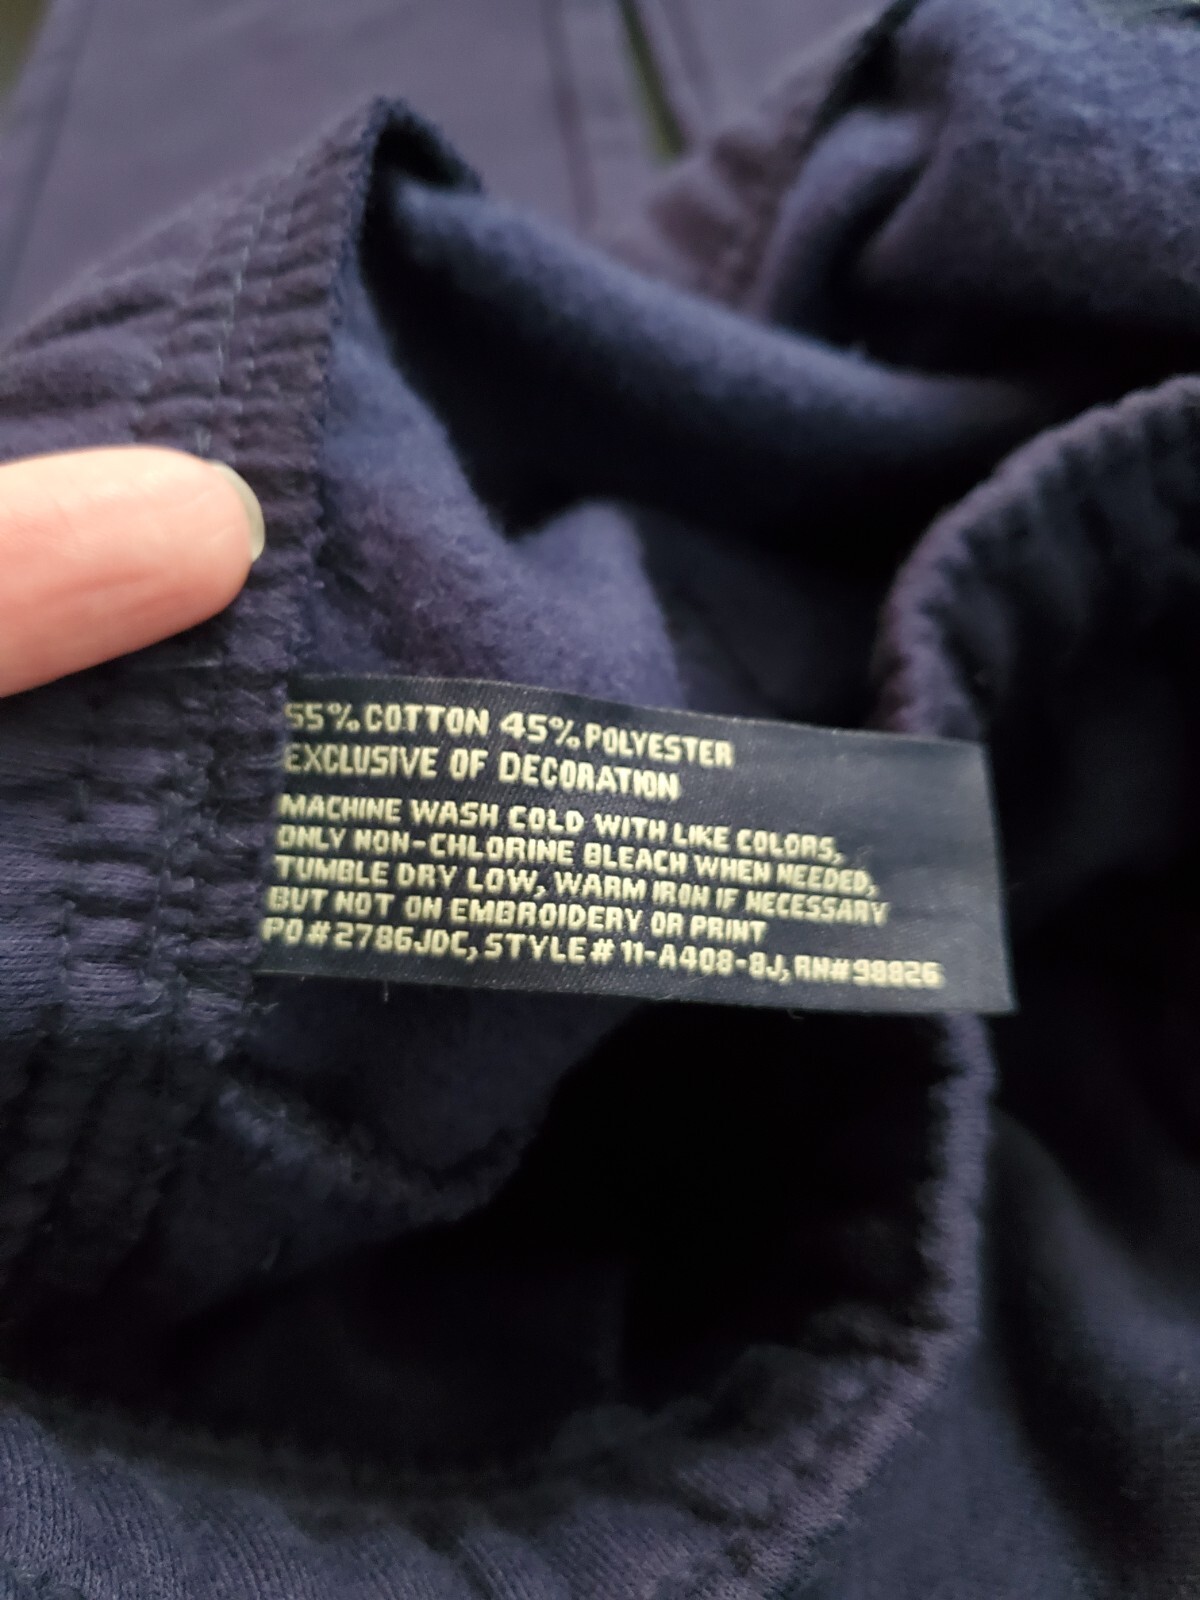 55% COTTON 45% POLYESTER
EXCLUSIVE OF DECORATION
MACHINE WASH COLD WITH LIKE COLORS,
ONLY NON-CHLORINE BLEACH WHEN NEEDED,
TUMBLE DRY LOW, WARM IRON IF NECESSARY
BUT NOT ON EMBROIDERY OR PRINT
PO#2786JDC, STYLE# 11-A408-8J, RN#98826